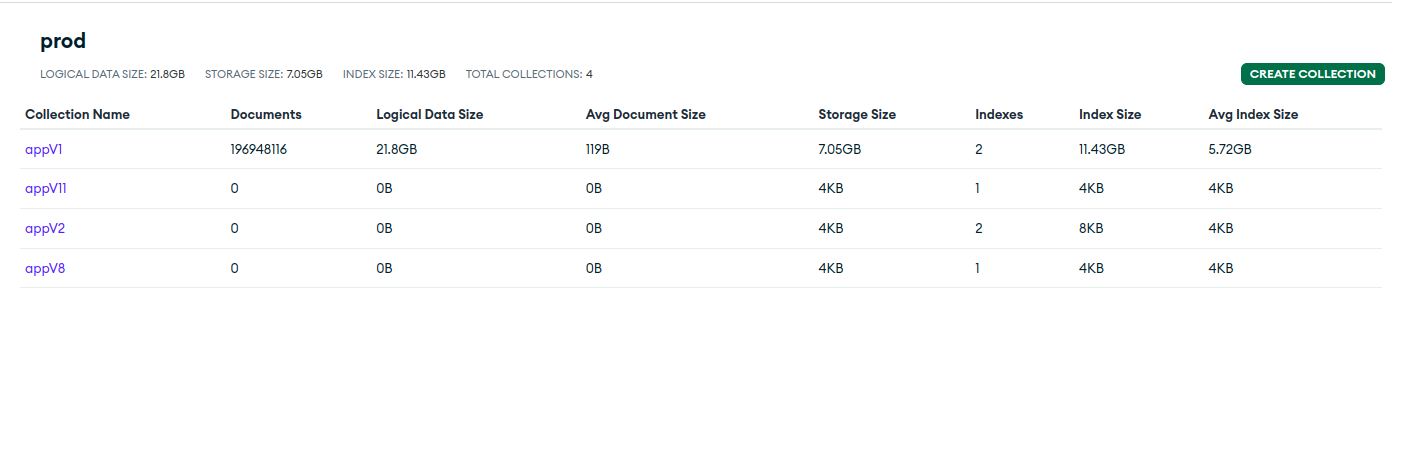 prod
LOGICAL DATA SIZE: 21.8GB STORAGE SIZE: 7.05GB INDEX SIZE: 11.43GB TOTAL COLLECTIONS: 4 CREATE COLLECTION
Collection Name Documents Logical Data Size Avg Document Size Storage Size Indexes Index Size Avg Index Size
appV1 196948116 21.8GB 119B 7.05GB 2 11.43GB 5.72GB
appV11 0 0B 0B 4KB 1 4KB 4KB
appV2 0 0B 0B 4KB 2 8KB 4KB
appV8 0 0B 0B 4KB 1 4KB 4KB